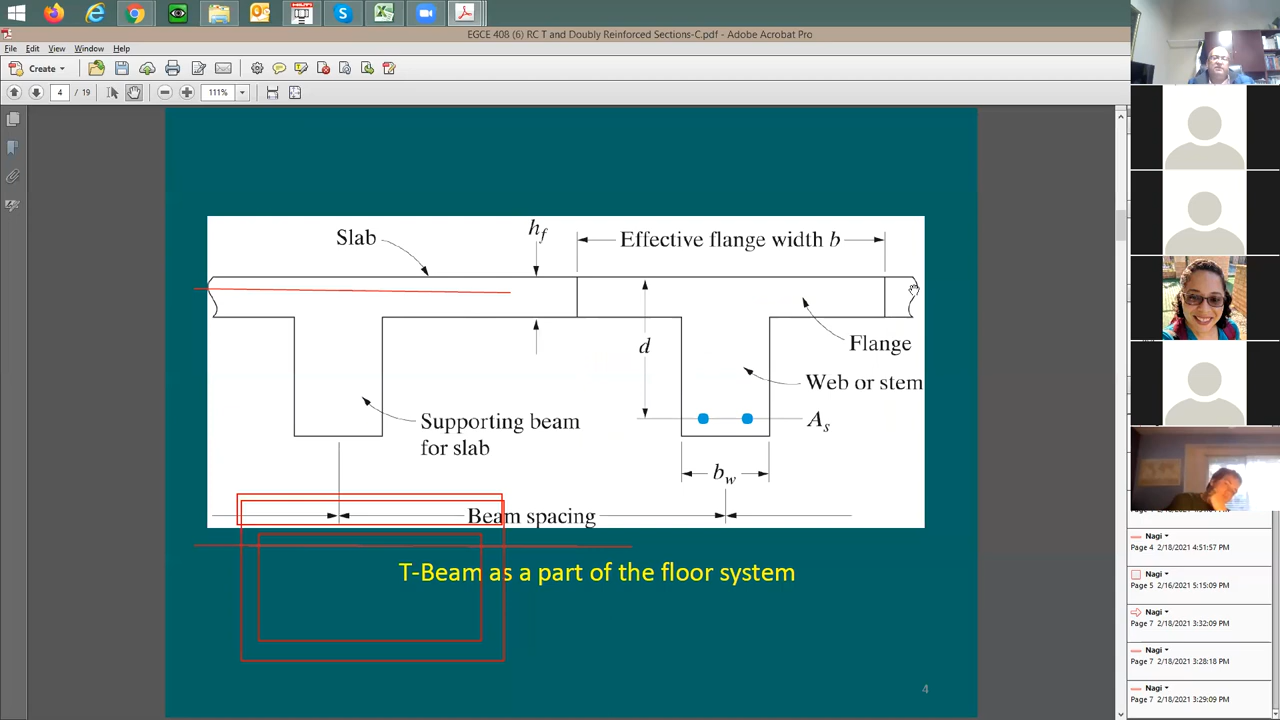 EGCE 408 (6) RC T and Doubly Reinforced Sections-C.pdf - Adobe Acrobat Pro
File Edit View Window Help
Create
4 / 19 111%
Slab
hf
Effective flange width b
d
Flange
Web or stem
As
Supporting beam
for slab
bw
Beam spacing
T-Beam as a part of the floor system
4
Nagi
Page 4 2/18/2021 4:51:57 PM
Nagi
Page 5 2/16/2021 5:15:09 PM
Nagi
Page 7 2/18/2021 3:32:09 PM
Nagi
Page 7 2/18/2021 3:28:18 PM
Nagi
Page 7 2/18/2021 3:29:09 PM